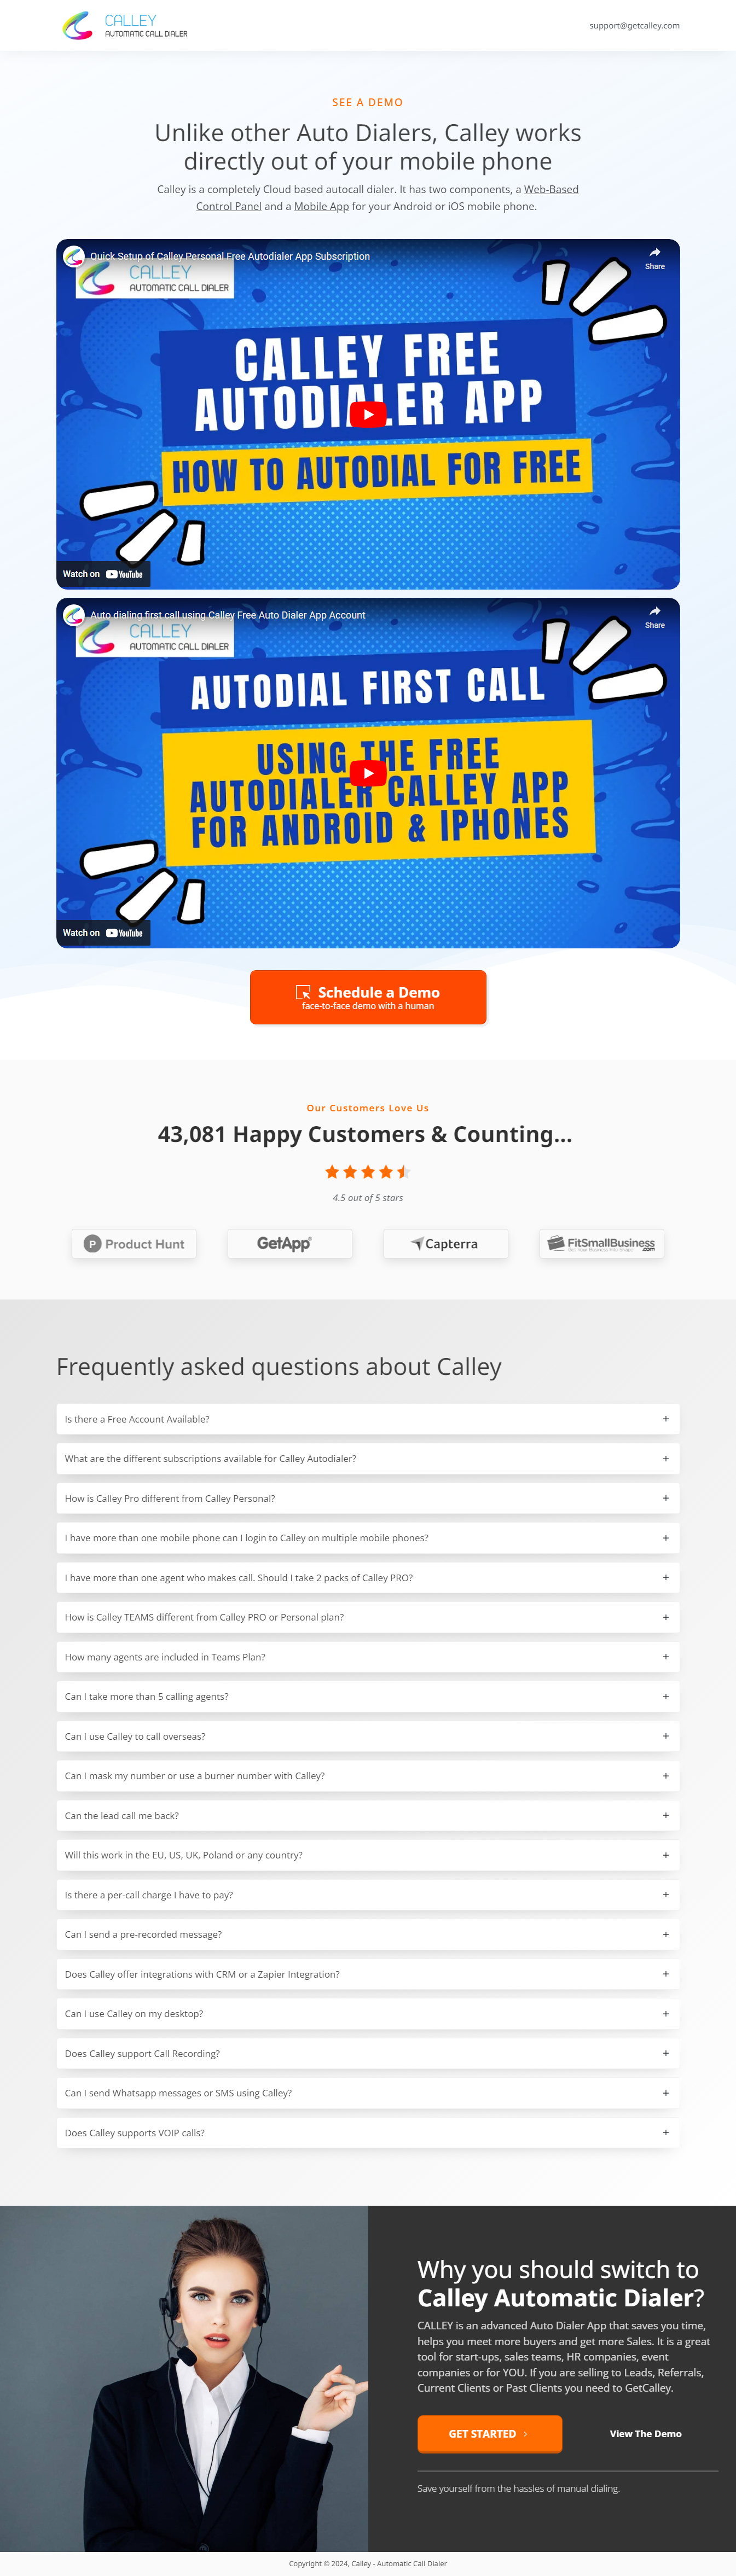 CALLEY
AUTOMATIC CALL DIALER
support@getcalley.com
SEE A DEMO
Unlike other Auto Dialers, Calley works
directly out of your mobile phone
Calley is a completely Cloud based autocall dialer. It has two components, a Web-Based
Control Panel and a Mobile App for your Android or iOS mobile phone.
Quick Setup of Calley Personal Free Autodialer App Subscription
Share
CALLEY
AUTOMATIC CALL DIALER
CALLEY FREE
AUTODIALER APP
HOW TO AUTODIAL FOR FREE
Watch on YouTube
Auto dialing first call using Calley Free Auto Dialer App Account
Share
CALLEY
AUTOMATIC CALL DIALER
AUTODIAL FIRST CALL
USING THE FREE
AUTODIALER CALLEY APP
FOR ANDROID & IPHONES
Watch on YouTube
Schedule a Demo
face-to-face demo with a human
Our Customers Love Us
43,081 Happy Customers & Counting...
4.5 out of 5 stars
P Product Hunt
GetApp
Capterra
FitSmallBusiness
Get Your Business Into Shape! .com
Frequently asked questions about Calley
Is there a Free Account Available?
What are the different subscriptions available for Calley Autodialer?
How is Calley Pro different from Calley Personal?
I have more than one mobile phone can I login to Calley on multiple mobile phones?
I have more than one agent who makes call. Should I take 2 packs of Calley PRO?
How is Calley TEAMS different from Calley PRO or Personal plan?
How many agents are included in Teams Plan?
Can I take more than 5 calling agents?
Can I use Calley to call overseas?
Can I mask my number or use a burner number with Calley?
Can the lead call me back?
Will this work in the EU, US, UK, Poland or any country?
Is there a per-call charge I have to pay?
Can I send a pre-recorded message?
Does Calley offer integrations with CRM or a Zapier Integration?
Can I use Calley on my desktop?
Does Calley support Call Recording?
Can I send Whatsapp messages or SMS using Calley?
Does Calley supports VOIP calls?
Why you should switch to
Calley Automatic Dialer?
CALLEY is an advanced Auto Dialer App that saves you time,
helps you meet more buyers and get more Sales. It is a great
tool for start-ups, sales teams, HR companies, event
companies or for YOU. If you are selling to Leads, Referrals,
Current Clients or Past Clients you need to GetCalley.
GET STARTED
View The Demo
Save yourself from the hassles of manual dialing.
Copyright © 2024, Calley - Automatic Call Dialer